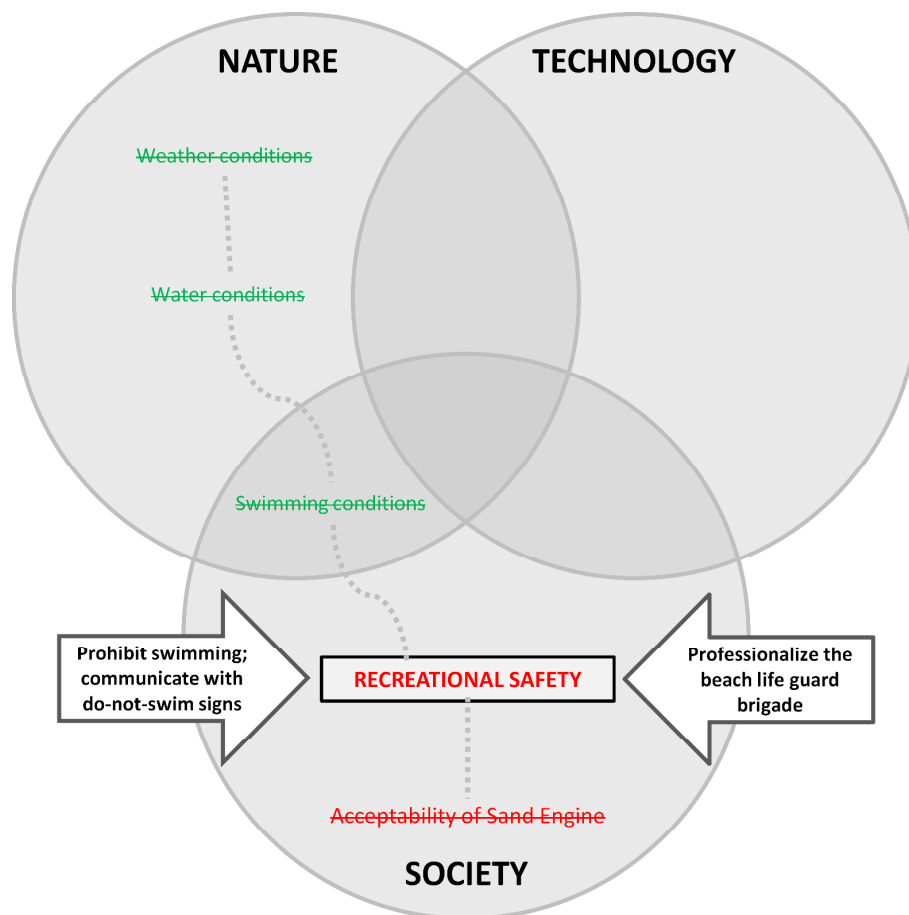 NATURE
TECHNOLOGY
Weather conditions
Water conditions
Swimming conditions
Prohibit swimming;
communicate with
do-not-swim signs
RECREATIONAL SAFETY
Professionalize the
beach life guard
brigade
Acceptability of Sand Engine
SOCIETY